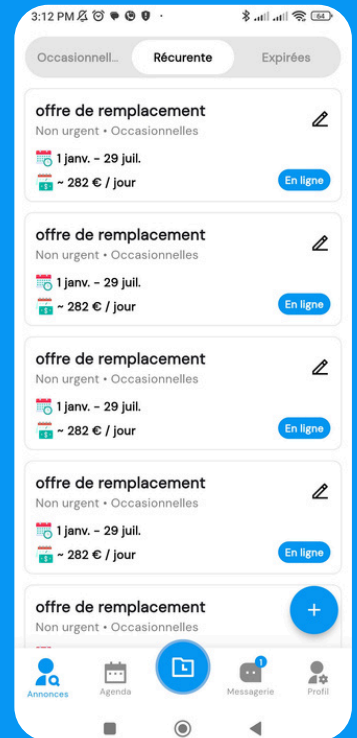 3:12 PM
64
Occasionnell...
Récurente
Expirées
offre de remplacement
Non urgent • Occasionnelles
1 janv. - 29 juil.
~ 282 € / jour
En ligne
offre de remplacement
Non urgent • Occasionnelles
1 janv. - 29 juil.
~ 282 € / jour
En ligne
offre de remplacement
Non urgent • Occasionnelles
1 janv. - 29 juil.
~ 282 € / jour
En ligne
offre de remplacement
Non urgent • Occasionnelles
1 janv. - 29 juil.
~ 282 € / jour
En ligne
offre de remplacement
Non urgent • Occasionnelles
+
1
Annonces
Agenda
Messagerie
Profil